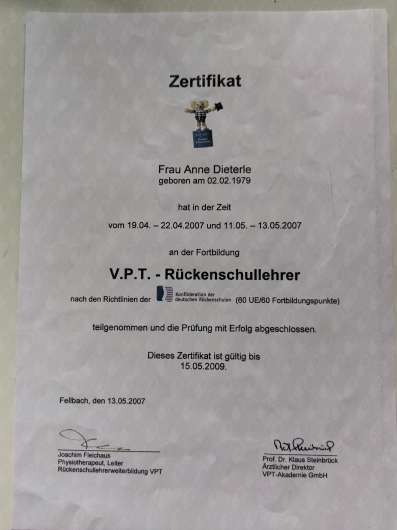 Zertifikat
Frau Anne Dieterle
geboren am 02.02.1979
hat in der Zeit
vom 19.04. – 22.04.2007 und 11.05. – 13.05.2007
an der Fortbildung
V.P.T. - Rückenschullehrer
nach den Richtlinien der Konföderation der deutschen Rückenschulen (60 UE/60 Fortbildungspunkte)
teilgenommen und die Prüfung mit Erfolg abgeschlossen.
Dieses Zertifikat ist gültig bis
15.05.2009.
Fellbach, den 13.05.2007
Joachim Fleichaus
Physiotherapeut, Leiter
Rückenschullehrerweiterbildung VPT
Prof. Dr. Klaus Steinbrück
Ärztlicher Direktor
VPT-Akademie GmbH